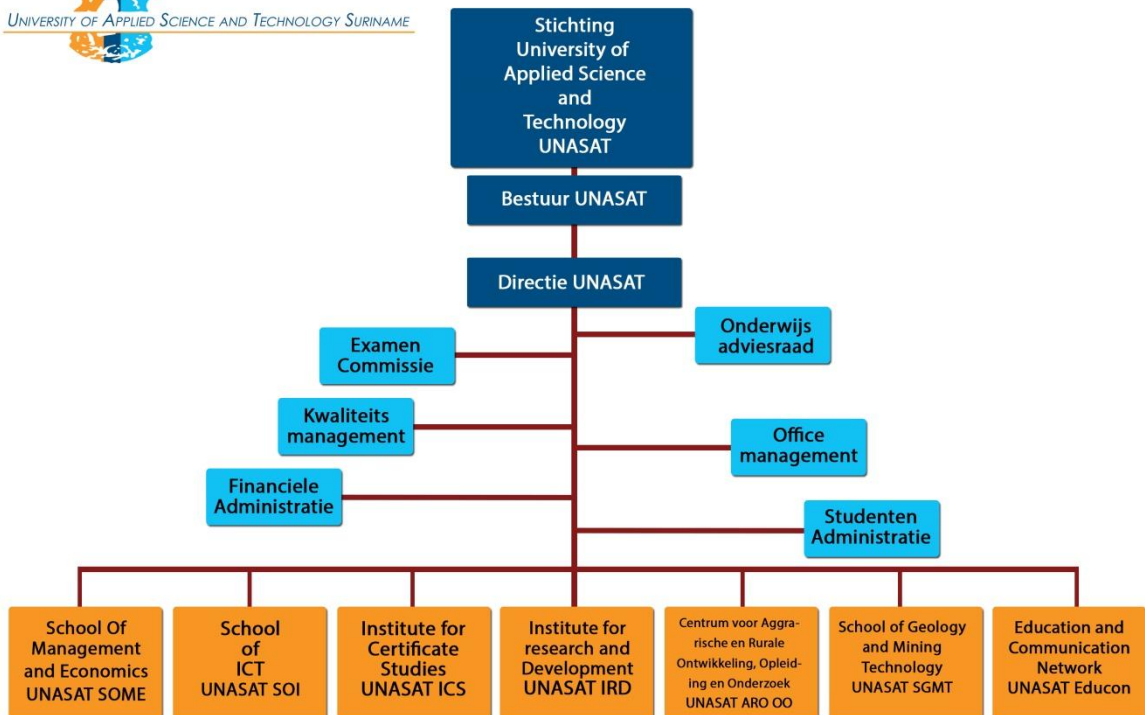 UNIVERSITY OF APPLIED SCIENCE AND TECHNOLOGY SURINAME
Stichting
University of
Applied Science
and
Technology
UNASAT
Bestuur UNASAT
Directie UNASAT
Onderwijs
adviesraad
Examen
Commissie
Kwaliteits
management
Office
management
Financiele
Administratie
Studenten
Administratie
School Of
Management
and Economics
UNASAT SOME
School
of
ICT
UNASAT SOI
Institute for
Certificate
Studies
UNASAT ICS
Institute for
research and
Development
UNASAT IRD
Centrum voor Aggra-
rische en Rurale
Ontwikkeling, Opleid-
ing en Onderzoek
UNASAT ARO OO
School of Geology
and Mining
Technology
UNASAT SGMT
Education and
Communication
Network
UNASAT Educon